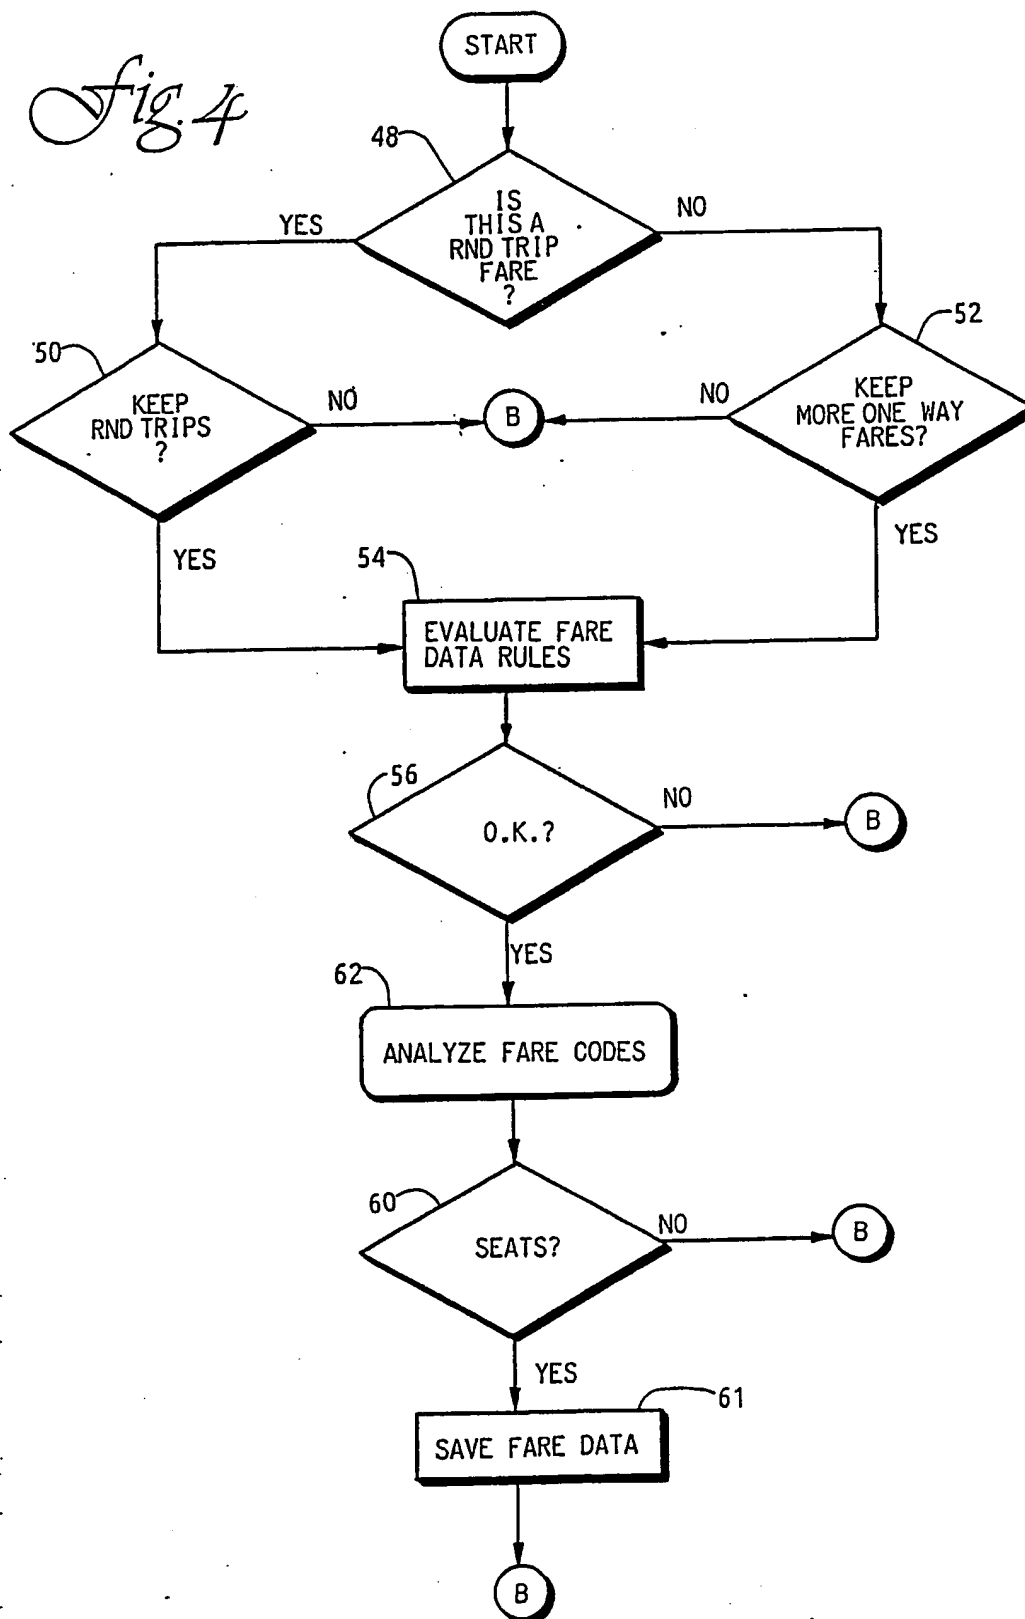 Fig. 4
START
48
IS
THIS A
RND TRIP
FARE
?
YES
NO
50
KEEP
RND TRIPS
?
NO
B
NO
52
KEEP
MORE ONE WAY
FARES?
YES
YES
54
EVALUATE FARE
DATA RULES
56
O.K.?
NO
B
YES
62
ANALYZE FARE CODES
60
SEATS?
NO
B
YES
61
SAVE FARE DATA
B